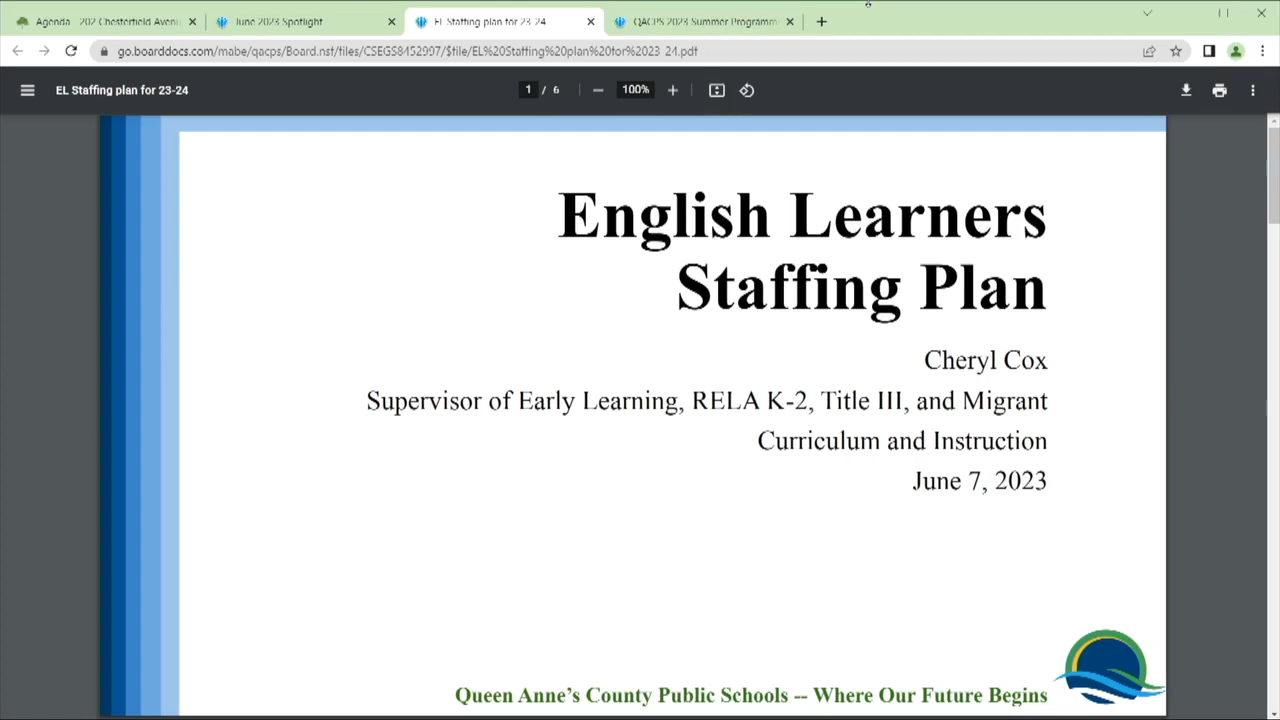 Agenda - 202 Chesterfield Avenu
June 2023 Spotlight
EL Staffing plan for 23-24
QACPS 2023 Summer Programm
go.boarddocs.com/mabe/qacps/Board.nsf/files/CSEGS8452997/$file/EL%20Staffing%20plan%20for%2023-24.pdf
EL Staffing plan for 23-24
1 / 6
100%
English Learners
Staffing Plan
Cheryl Cox
Supervisor of Early Learning, RELA K-2, Title III, and Migrant
Curriculum and Instruction
June 7, 2023
Queen Anne's County Public Schools -- Where Our Future Begins